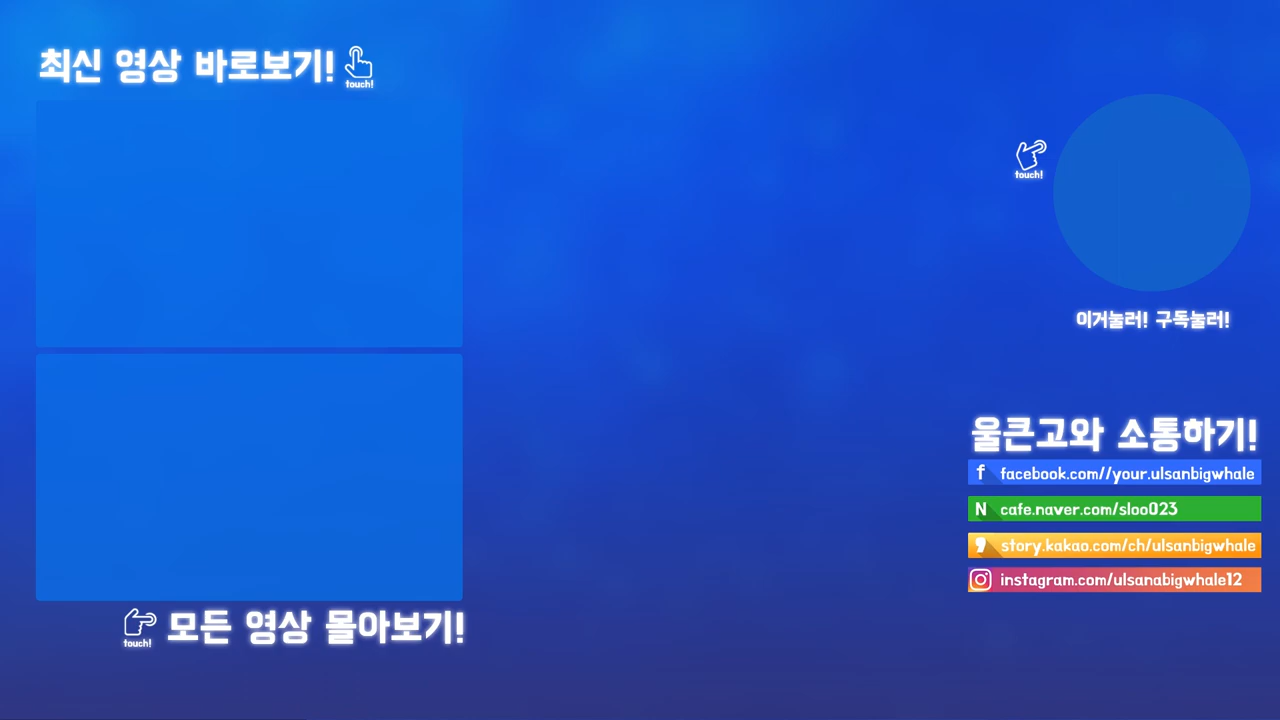 최신 영상 바로보기!
touch!
touch!
이거눌러! 구독눌러!
울큰고와 소통하기!
f facebook.com//your.ulsanbigwhale
N cafe.naver.com/sloo023
story.kakao.com/ch/ulsanbigwhale
instagram.com/ulsanabigwhale12
touch!
모든 영상 몰아보기!